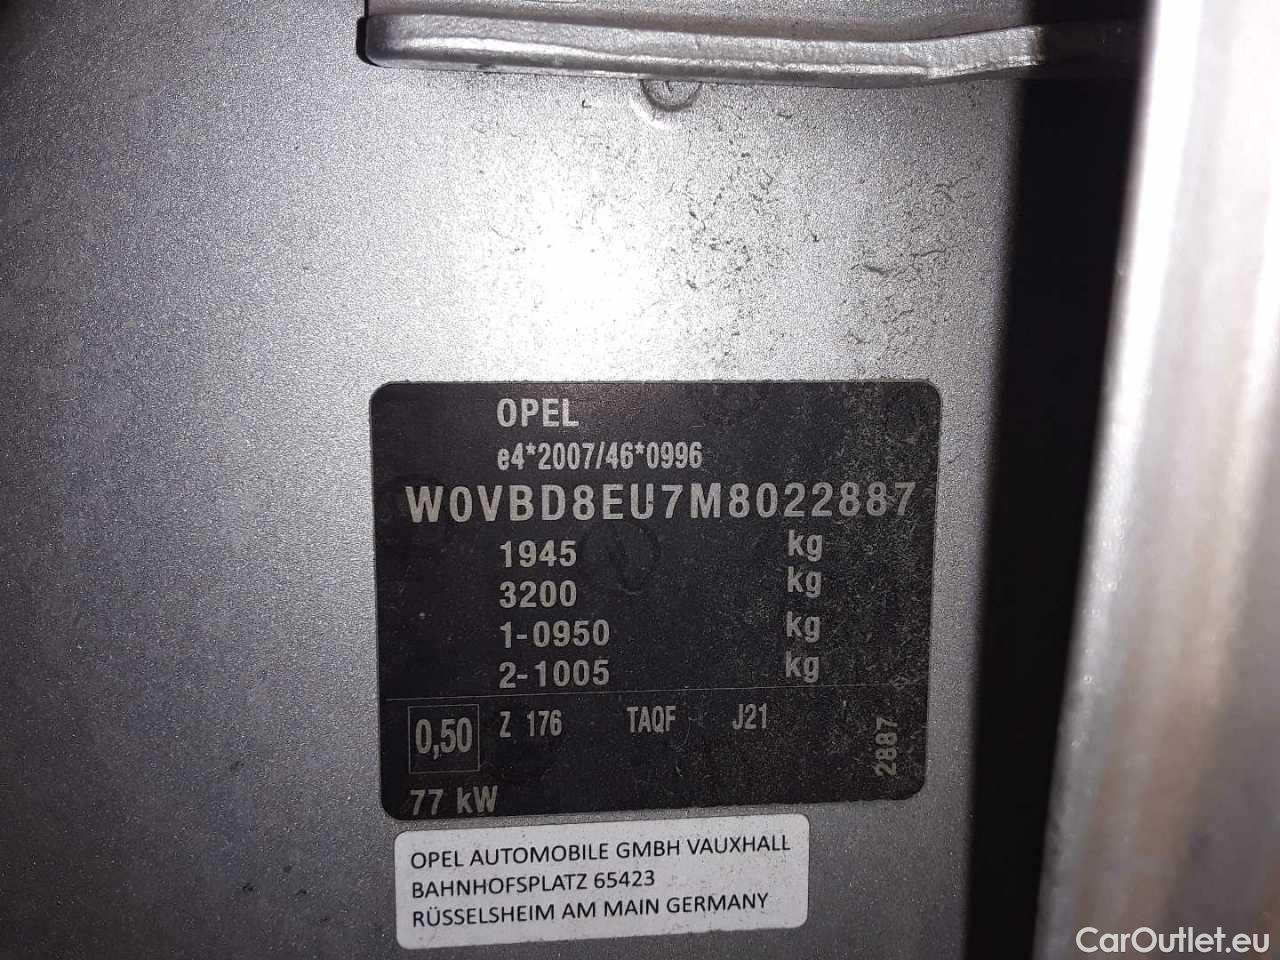 OPEL
e4*2007/46*0996
W0VBD8EU7M8022887
1945 kg
3200 kg
1-0950 kg
2-1005 kg
0,50 Z 176 TAQF J21
2887
77 kW
OPEL AUTOMOBILE GMBH VAUXHALL
BAHNHOFSPLATZ 65423
RÜSSELSHEIM AM MAIN GERMANY
CarOutlet.eu